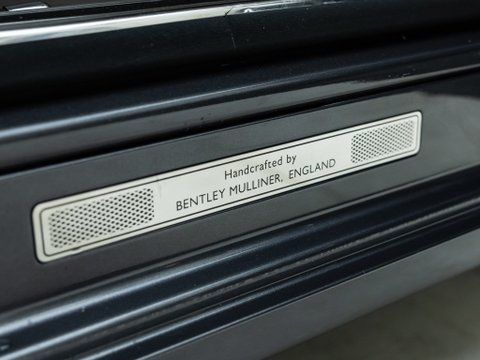 Handcrafted by
BENTLEY MULLINER, ENGLAND